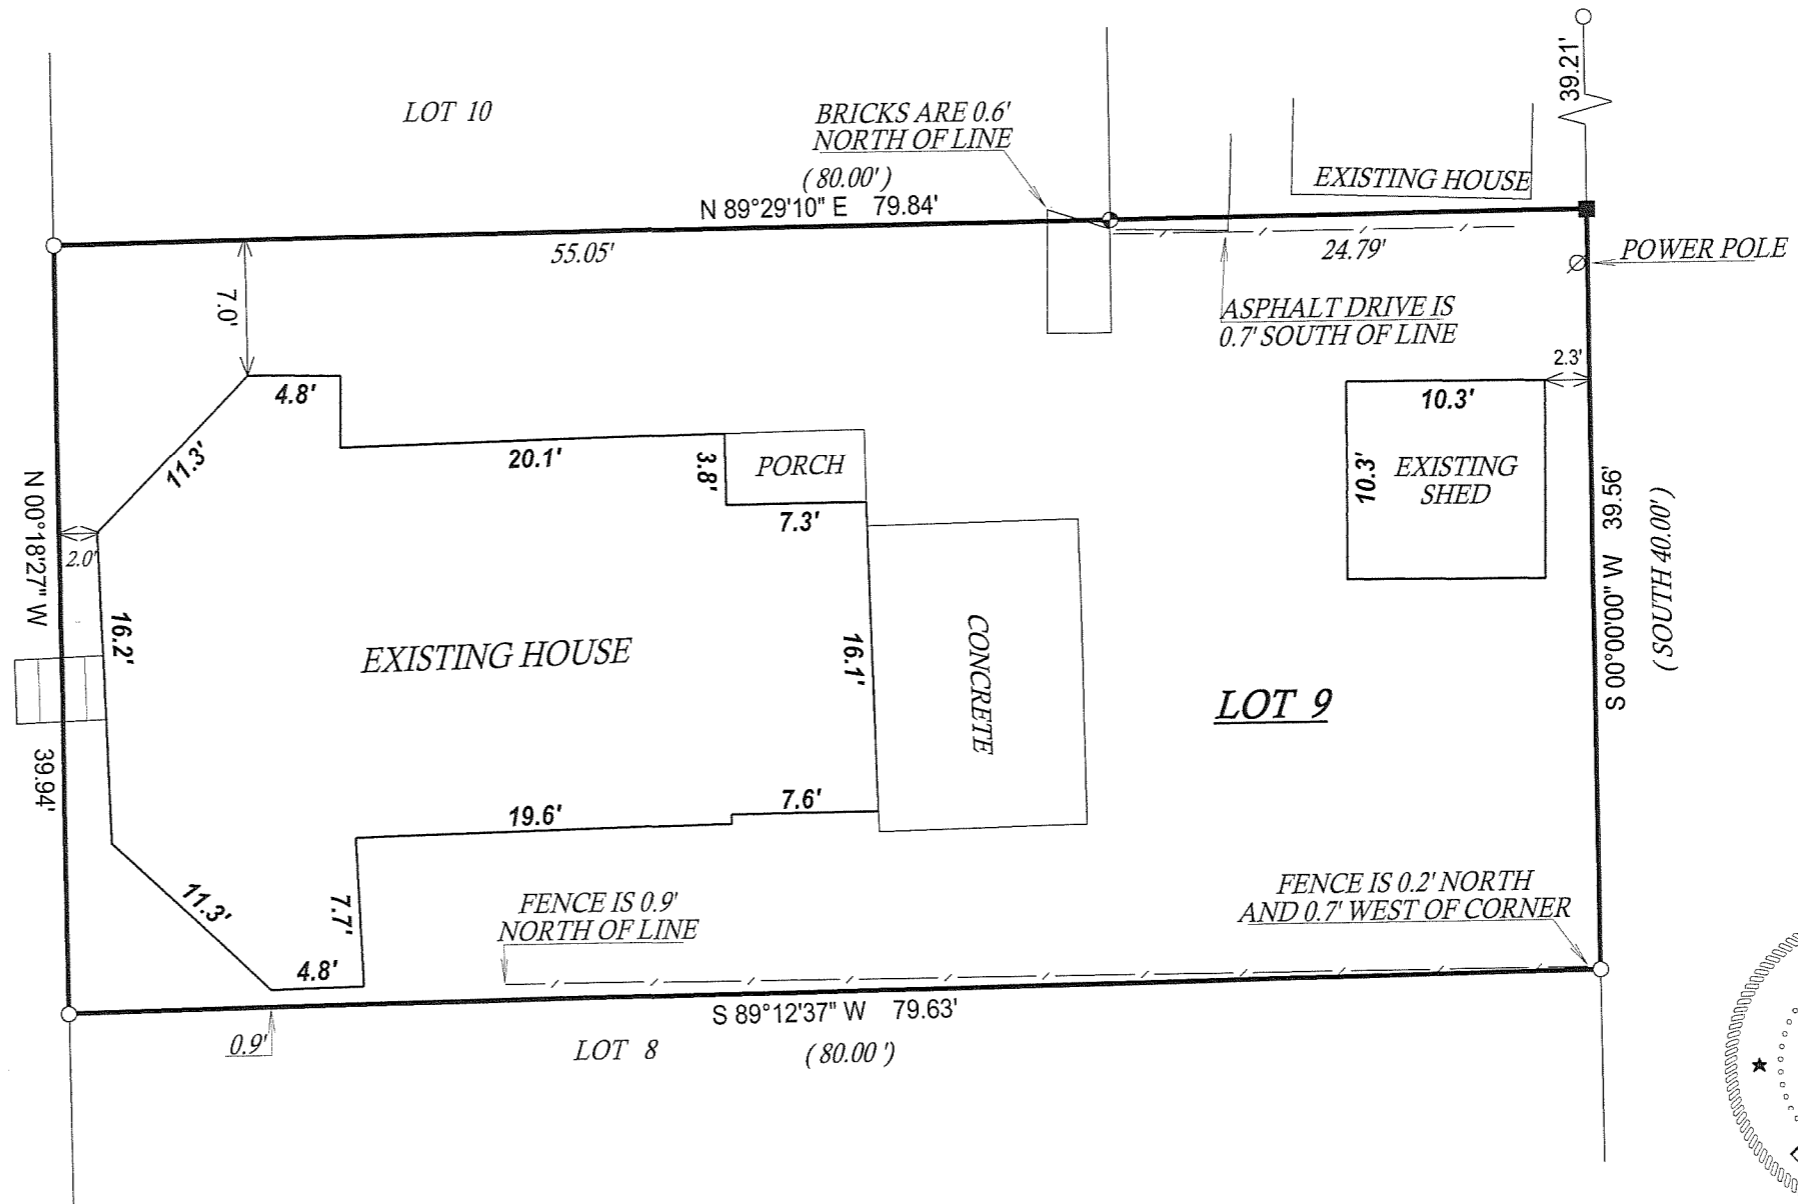 39.21'
LOT 10
BRICKS ARE 0.6'
NORTH OF LINE
(80.00')
EXISTING HOUSE
N 89°29'10" E 79.84'
55.05'
24.79'
POWER POLE
7.0'
ASPHALT DRIVE IS
0.7' SOUTH OF LINE
2.3'
4.8'
10.3'
11.3'
20.1'
3.8'
PORCH
10.3'
EXISTING
SHED
7.3'
N 00°18'27" W
39.94'
2.0'
16.2'
EXISTING HOUSE
16.1'
CONCRETE
LOT 9
S 00°00'00" W 39.56'
(SOUTH 40.00')
19.6'
7.6'
11.3'
7.7'
4.8'
FENCE IS 0.9'
NORTH OF LINE
FENCE IS 0.2' NORTH
AND 0.7' WEST OF CORNER
S 89°12'37" W 79.63'
0.9'
LOT 8
(80.00')